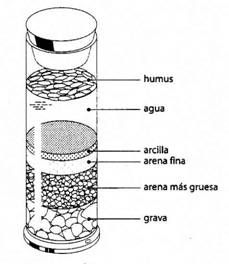 humus
agua
arcilla
arena fina
arena más gruesa
grava